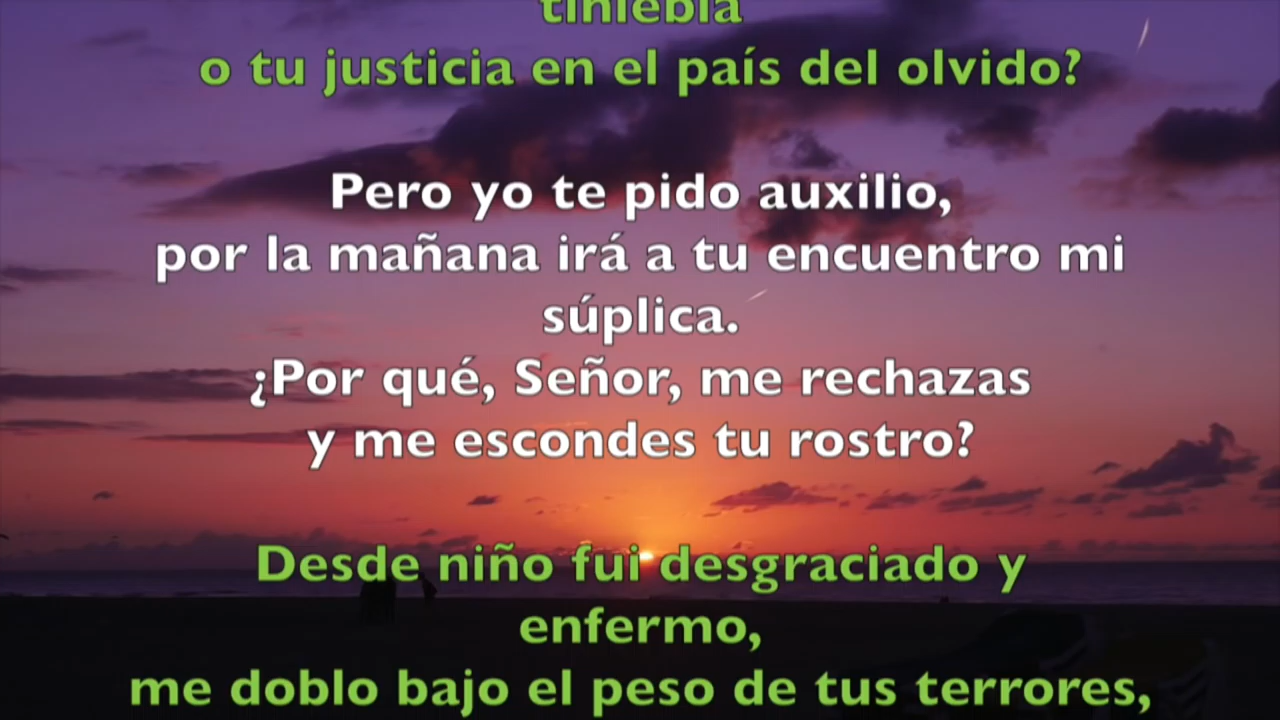 tiniebla
o tu justicia en el país del olvido?
Pero yo te pido auxilio,
por la mañana irá a tu encuentro mi
súplica.
¿Por qué, Señor, me rechazas
y me escondes tu rostro?
Desde niño fui desgraciado y
enfermo,
me doblo bajo el peso de tus terrores,